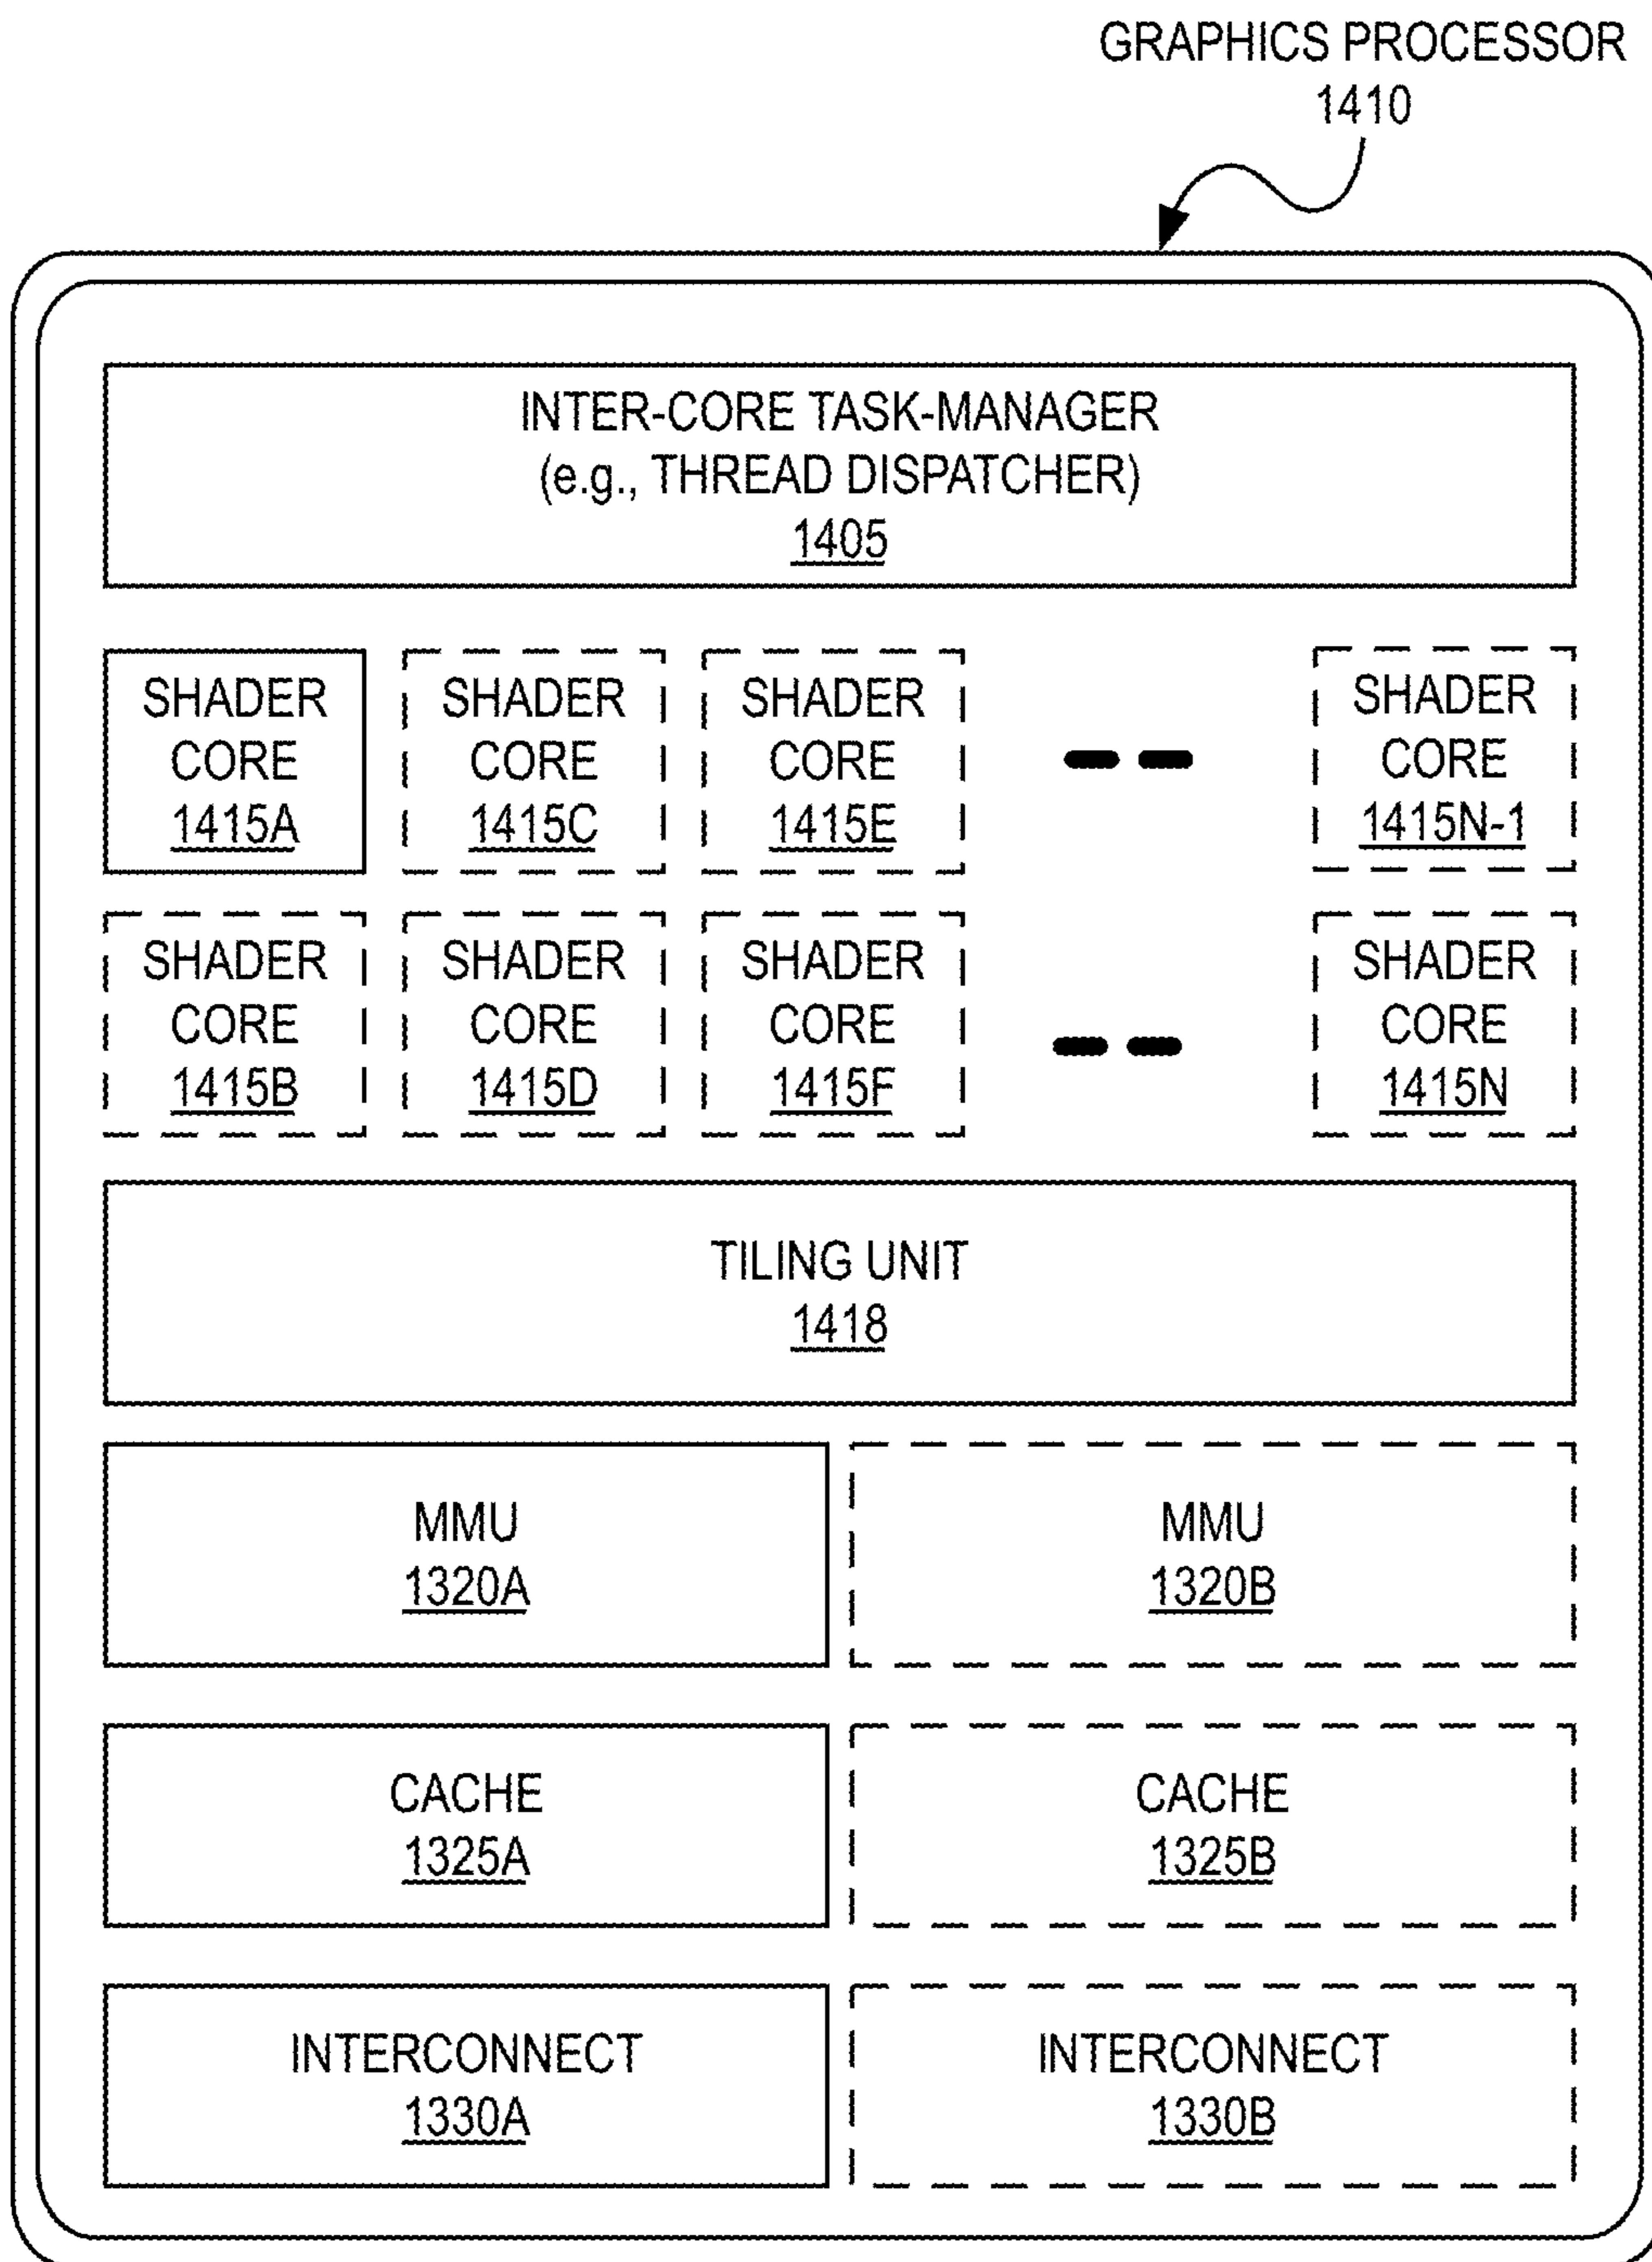 GRAPHICS PROCESSOR
1410
INTER-CORE TASK-MANAGER
(e.g., THREAD DISPATCHER)
1405
SHADER
CORE
1415A
SHADER
CORE
1415C
SHADER
CORE
1415E
SHADER
CORE
1415N-1
SHADER
CORE
1415B
SHADER
CORE
1415D
SHADER
CORE
1415F
SHADER
CORE
1415N
TILING UNIT
1418
MMU
1320A
MMU
1320B
CACHE
1325A
CACHE
1325B
INTERCONNECT
1330A
INTERCONNECT
1330B